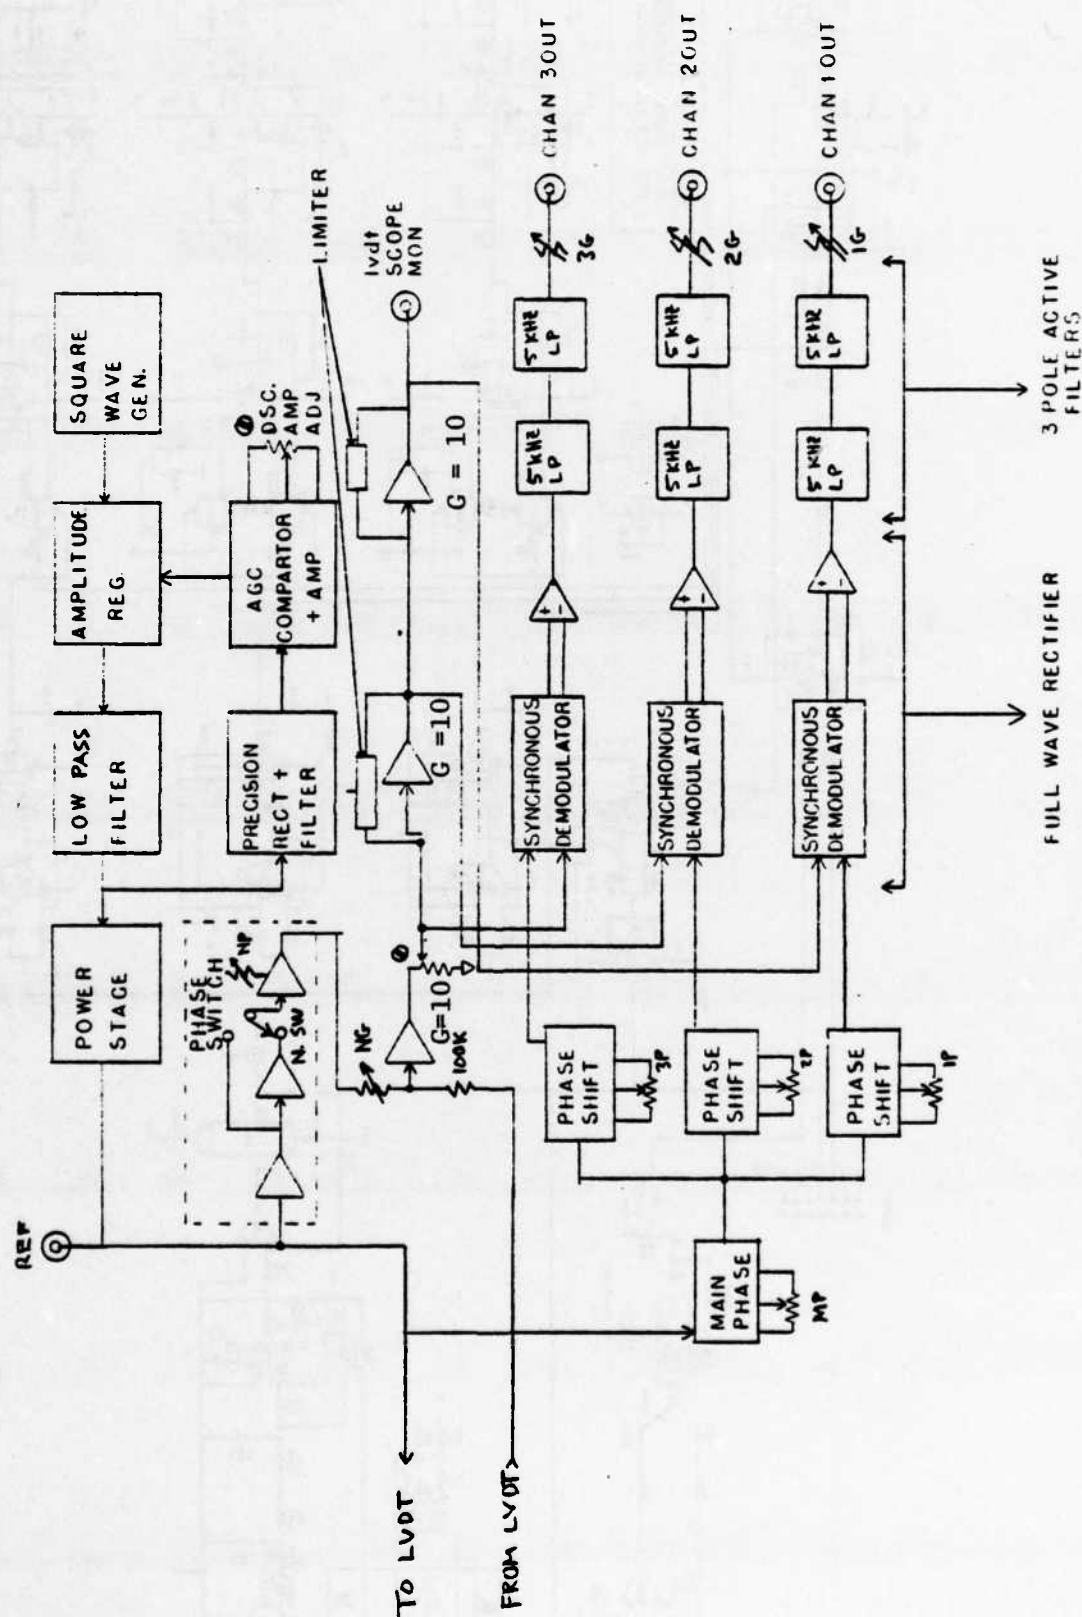 REF
SQUARE
WAVE
GEN.
AMPLITUDE
REG.
LOW PASS
FILTER
POWER
STAGE
DSC.
AMP
ADJ
AGC
COMPARTOR
+ AMP
PRECISION
RECT +
FILTER
PHASE
SWITCH
NP
N. SW
LIMITER
lvdt
SCOPE
MON
G = 10
G =10
G=10
NG
100K
TO LVDT
FROM LVDT
MAIN
PHASE
MP
PHASE
SHIFT
3P
SYNCHRONOUS
DEMODULATOR
+
-
5 KHz
LP
5 KHz
LP
3G
CHAN 3OUT
PHASE
SHIFT
2P
SYNCHRONOUS
DEMODULATOR
+
-
5 KHz
LP
5 KHz
LP
2G
CHAN 2OUT
PHASE
SHIFT
1P
SYNCHRONOUS
DEMODULATOR
+
-
5 KHz
LP
5 KHz
LP
1G
CHAN 1OUT
FULL WAVE RECTIFIER
3 POLE ACTIVE
FILTERS